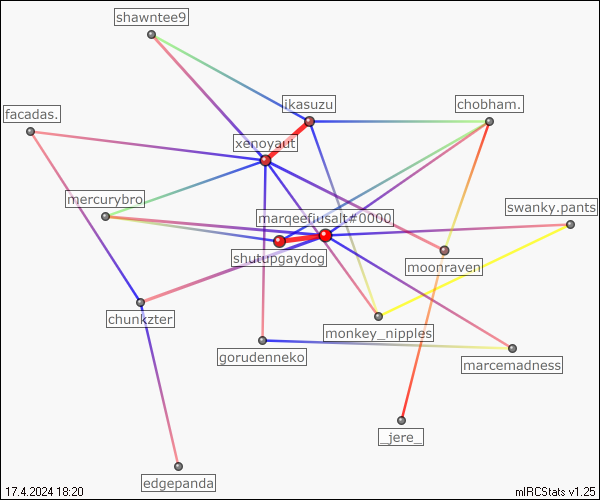 shawntee9
ikasuzu
chobham.
facadas.
xenoyaut
mercurybro.
swanky.pants
marqeefiusalt#0000
shutupgaydog
moonraven
chunkzter
monkey_nipples
gorudenneko
marcemadness
_jere_
edgepanda
17.4.2024 18:20
mIRCStats v1.25